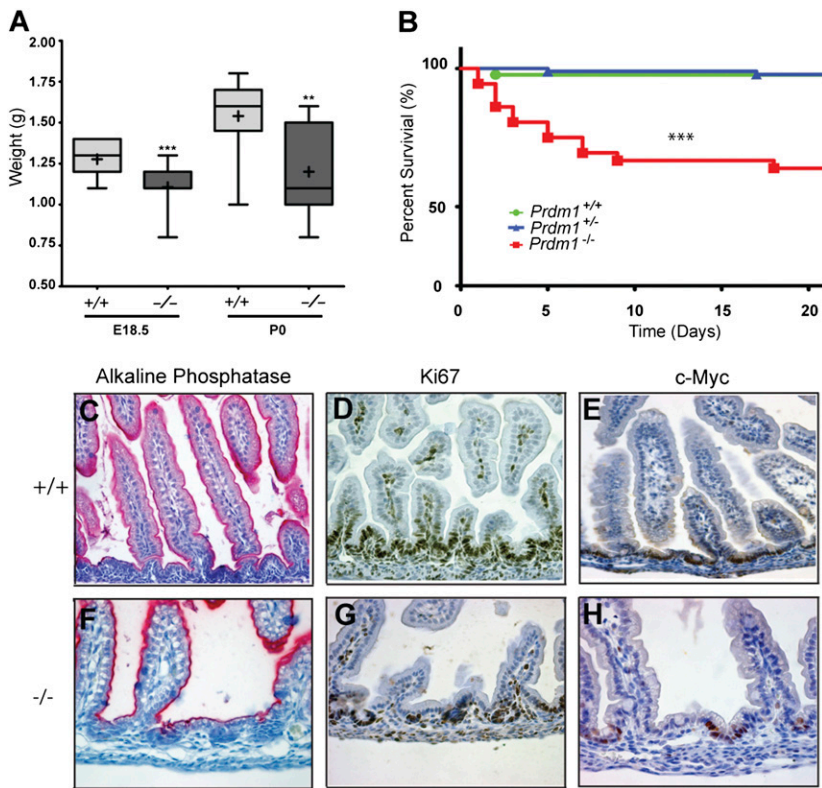 A
Weight (g)
2.00
1.75
1.50
1.25
1.00
0.75
0.50
***
**
+/+ −/− +/+ −/−
E18.5 P0
B
Percent Survivial (%)
100
50
0
***
Prdm1+/+
Prdm1+/-
Prdm1-/-
0 5 10 15 20
Time (Days)
Alkaline Phosphatase Ki67 c-Myc
+/+
C D E
-/-
F G H